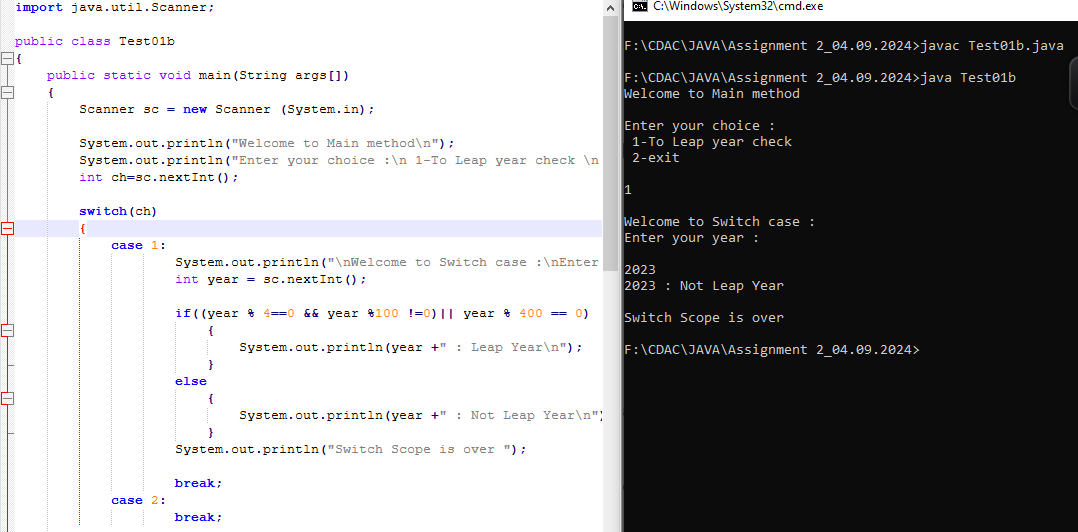 import java.util.Scanner;
public class Test01b
{
public static void main(String args[])
{
Scanner sc = new Scanner (System.in);
System.out.println("Welcome to Main method\n");
System.out.println("Enter your choice :\n 1-To Leap year check \n
int ch=sc.nextInt();
switch(ch)
{
case 1:
System.out.println("\nWelcome to Switch case :\nEnter
int year = sc.nextInt();
if((year % 4==0 && year %100 !=0)|| year % 400 == 0)
{
System.out.println(year +" : Leap Year\n");
}
else
{
System.out.println(year +" : Not Leap Year\n")
}
System.out.println("Switch Scope is over ");
break;
case 2:
break;
C:\Windows\System32\cmd.exe
F:\CDAC\JAVA\Assignment 2_04.09.2024>javac Test01b.java
F:\CDAC\JAVA\Assignment 2_04.09.2024>java Test01b
Welcome to Main method
Enter your choice :
1-To Leap year check
2-exit
1
Welcome to Switch case :
Enter your year :
2023
2023 : Not Leap Year
Switch Scope is over
F:\CDAC\JAVA\Assignment 2_04.09.2024>